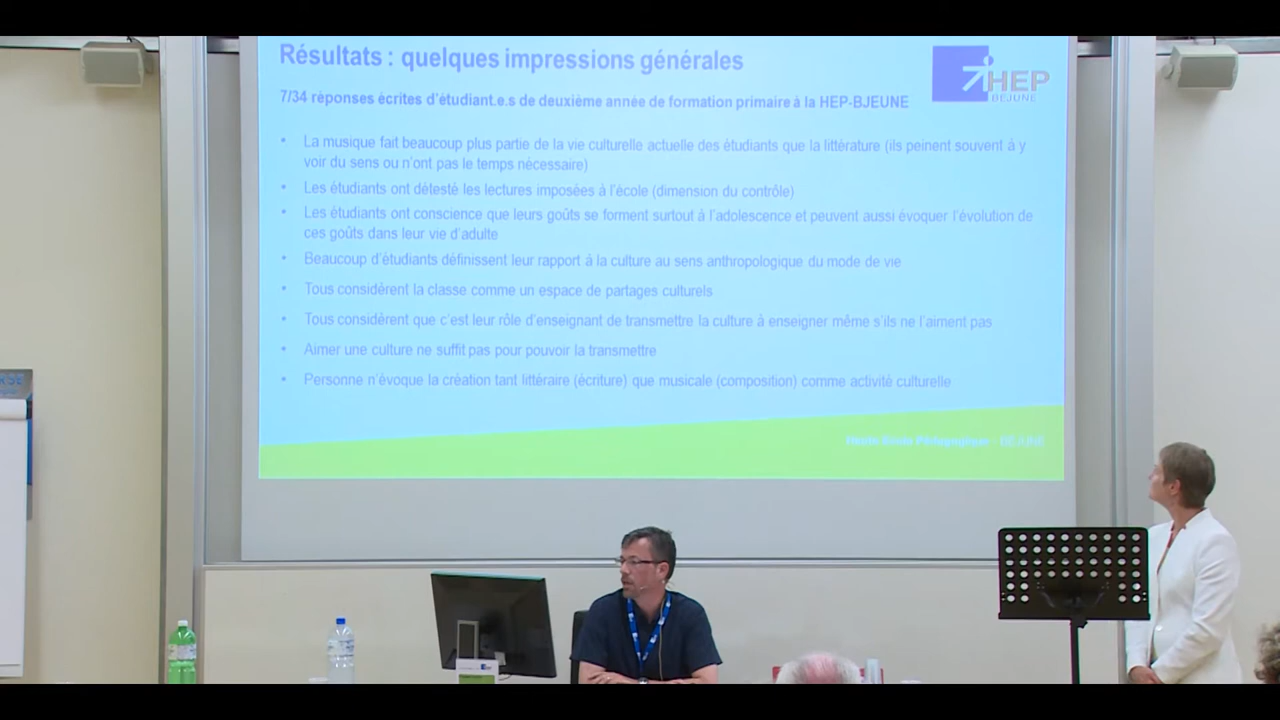 Résultats : quelques impressions générales
HEP
BEJUNE
7/34 réponses écrites d'étudiant.e.s de deuxième année de formation primaire à la HEP-BJEUNE
• La musique fait beaucoup plus partie de la vie culturelle actuelle des étudiants que la littérature (ils peinent souvent à y
voir du sens ou n'ont pas le temps nécessaire)
• Les étudiants ont détesté les lectures imposées à l'école (dimension du contrôle)
• Les étudiants ont conscience que leurs goûts se forment surtout à l'adolescence et peuvent aussi évoquer l'évolution de
ces goûts dans leur vie d'adulte
• Beaucoup d'étudiants définissent leur rapport à la culture au sens anthropologique du mode de vie
• Tous considèrent la classe comme un espace de partages culturels
• Tous considèrent que c'est leur rôle d'enseignant de transmettre la culture à enseigner même s'ils ne l'aiment pas
• Aimer une culture ne suffit pas pour pouvoir la transmettre
• Personne n'évoque la création tant littéraire (écriture) que musicale (composition) comme activité culturelle
Haute Ecole Pédagogique - BEJUNE